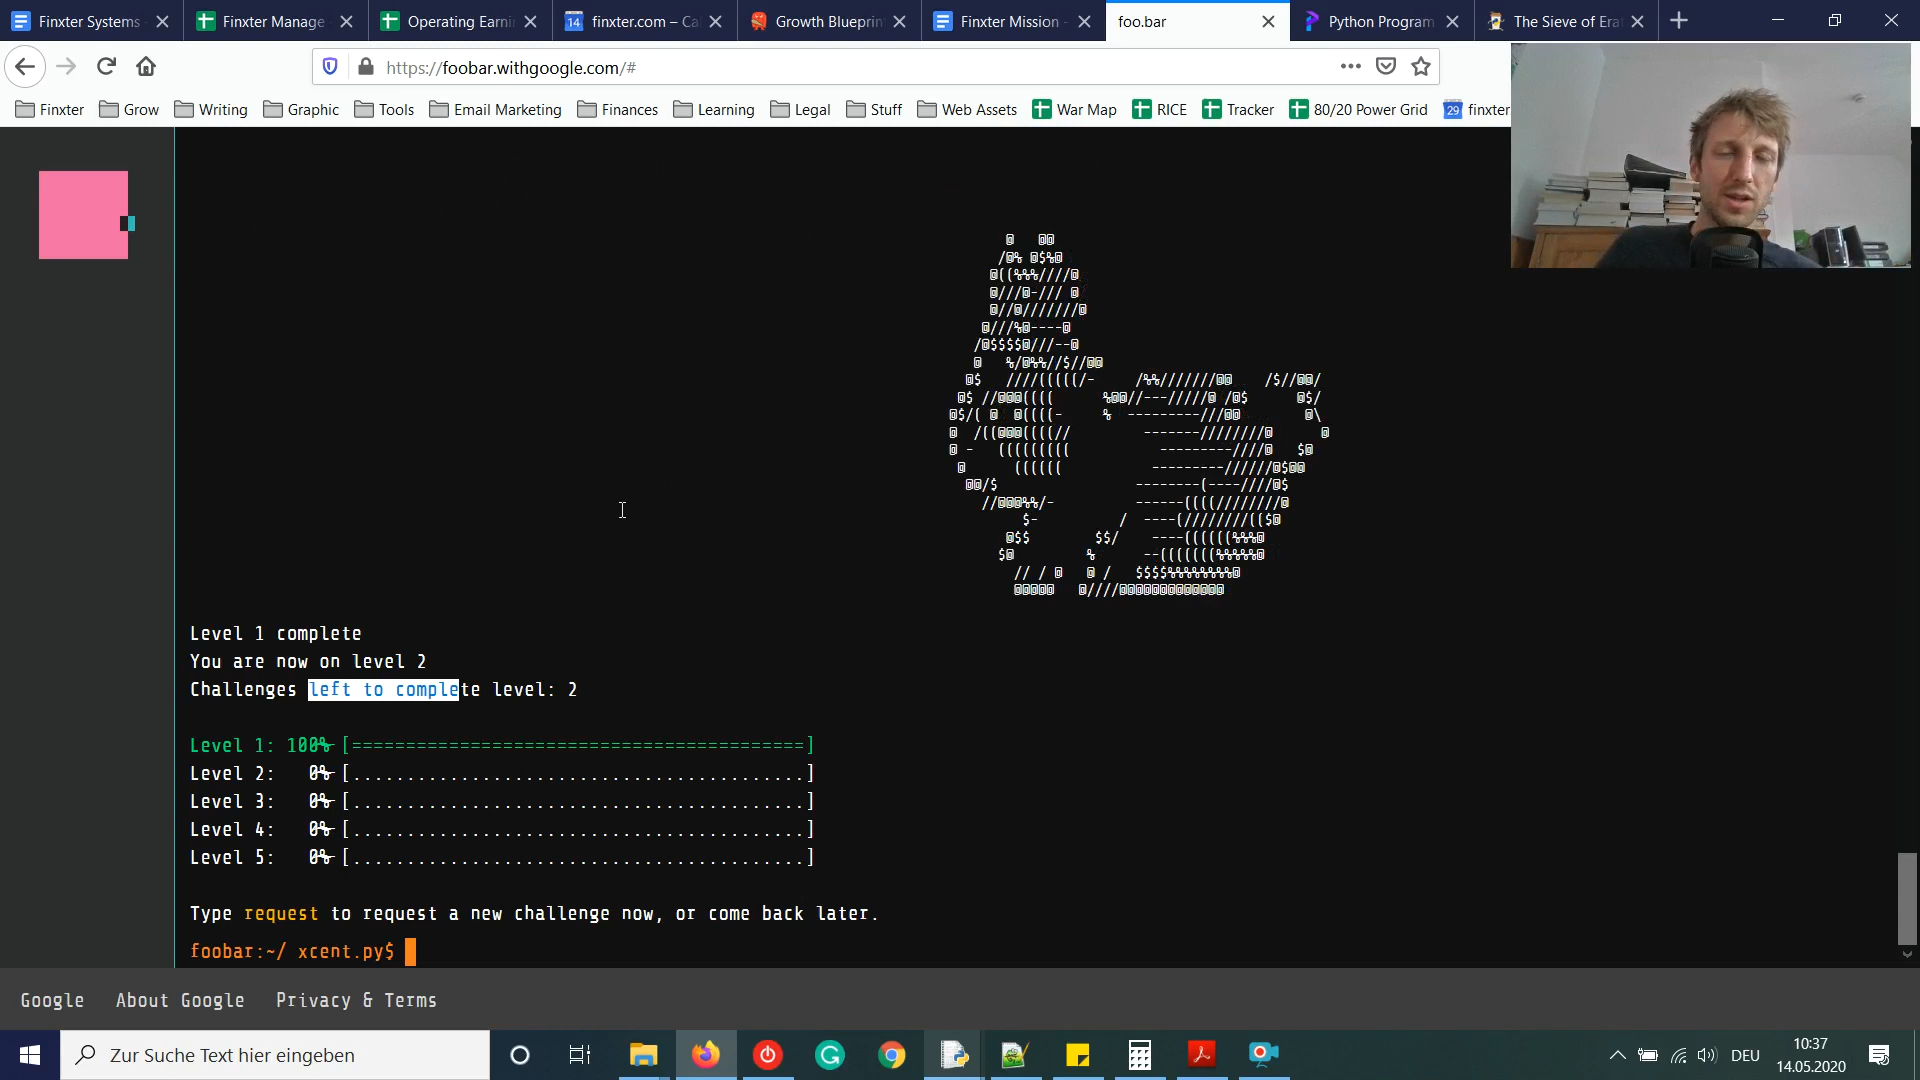 Finxter Systems
Finxter Manage
Operating Earni
finxter.com – Ca
Growth Blueprin
Finxter Mission -
foo.bar
Python Program
The Sieve of Era
https://foobar.withgoogle.com/#
Finxter
Grow
Writing
Graphic
Tools
Email Marketing
Finances
Learning
Legal
Stuff
Web Assets
War Map
RICE
Tracker
80/20 Power Grid
finxter
@   @@
/@% @$%@
@((%%%////@
@///@-/// @
@//@///////@
@///%@----@
/@$$$$@///--@
@   %/@%%//$//@@
@$   ////(((((/-     /%%///////@@    /$//@@/
@$ //@@@((((      %@@//---/////@ /@$      @$/
@$/( @  @((((-     %  ---------///@@        @\
@  /((@@@((((//         -------////////@      @
@ -   (((((((((           ---------////@   $@
@      ((((((           ---------//////@$@@
@@/$                 --------(----////@$
//@@@%%/-          ------((((////////@
$-          /  ----(////////(($@
@$$        $$/    ----((((((%%%@
$@         %      --(((((((%%%%%@
// / @   @ /   $$$$%%%%%%%%@
@@@@@   @////@@@@@@@@@@@@@
Level 1 complete
You are now on level 2
Challenges left to complete level: 2
Level 1: 100% [==========================================]
Level 2:   0% [..........................................]
Level 3:   0% [..........................................]
Level 4:   0% [..........................................]
Level 5:   0% [..........................................]
Type request to request a new challenge now, or come back later.
foobar:~/ xcent.py$
Google
About Google
Privacy & Terms
Zur Suche Text hier eingeben
DEU
10:37
14.05.2020